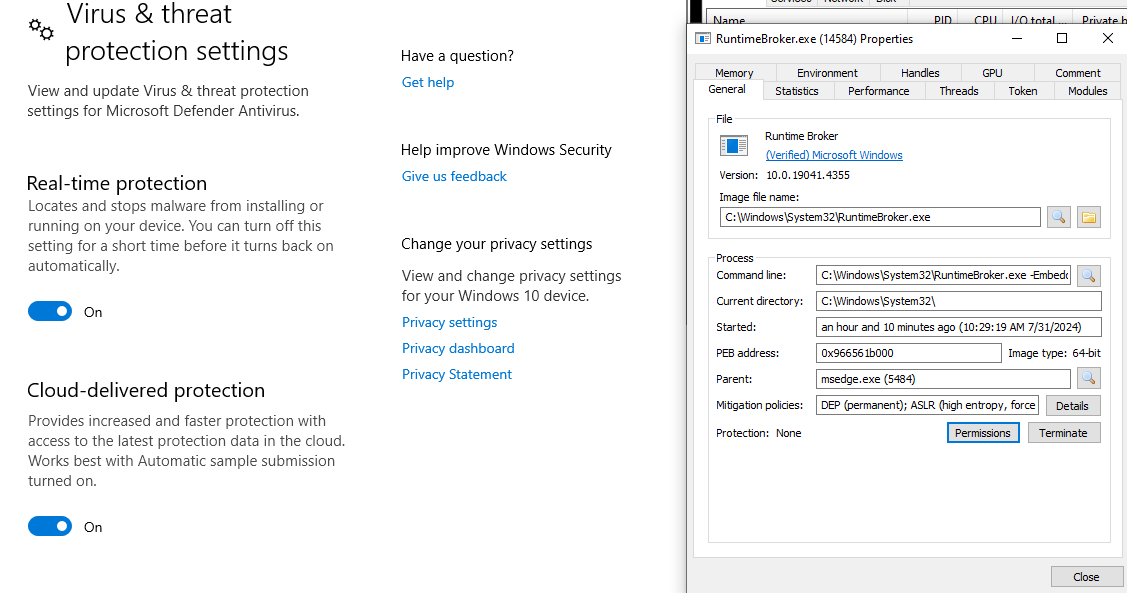 Virus & threat
protection settings
View and update Virus & threat protection
settings for Microsoft Defender Antivirus.
Real-time protection
Locates and stops malware from installing or
running on your device. You can turn off this
setting for a short time before it turns back on
automatically.
On
Cloud-delivered protection
Provides increased and faster protection with
access to the latest protection data in the cloud.
Works best with Automatic sample submission
turned on.
On
Have a question?
Get help
Help improve Windows Security
Give us feedback
Change your privacy settings
View and change privacy settings
for your Windows 10 device.
Privacy settings
Privacy dashboard
Privacy Statement
Services Network Disk
Name PID CPU I/O total ... Private b
RuntimeBroker.exe (14584) Properties
Memory Environment Handles GPU Comment
General Statistics Performance Threads Token Modules
File
Runtime Broker
(Verified) Microsoft Windows
Version: 10.0.19041.4355
Image file name:
C:\Windows\System32\RuntimeBroker.exe
Process
Command line: C:\Windows\System32\RuntimeBroker.exe -Embedd
Current directory: C:\Windows\System32\
Started: an hour and 10 minutes ago (10:29:19 AM 7/31/2024)
PEB address: 0x966561b000 Image type: 64-bit
Parent: msedge.exe (5484)
Mitigation policies: DEP (permanent); ASLR (high entropy, force Details
Protection: None Permissions Terminate
Close